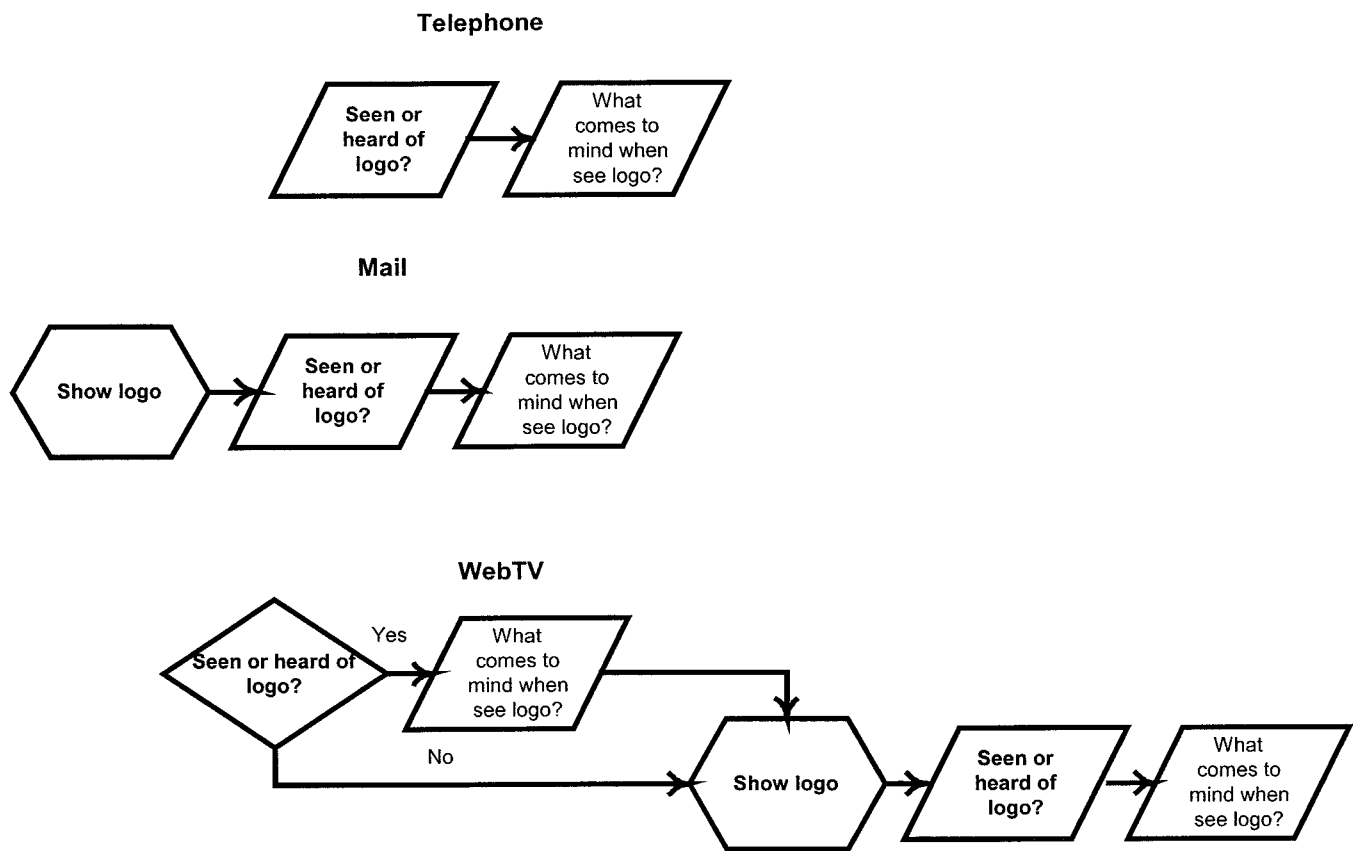 Telephone
Seen or
heard of
logo?
What
comes to
mind when
see logo?
Mail
Show logo
Seen or
heard of
logo?
What
comes to
mind when
see logo?
WebTV
Seen or heard of
logo?
Yes
What
comes to
mind when
see logo?
No
Show logo
Seen or
heard of
logo?
What
comes to
mind when
see logo?